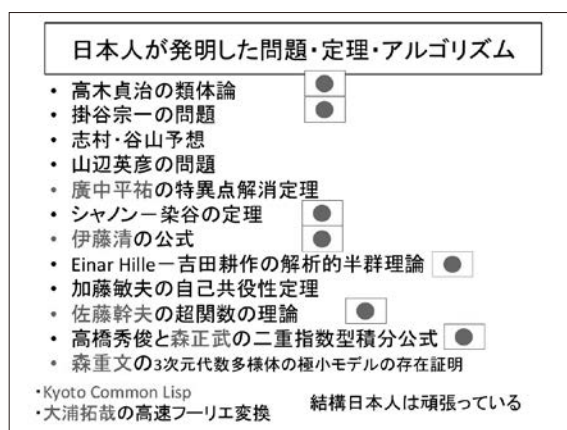 日本人が発明した問題・定理・アルゴリズム
• 高木貞治の類体論
• 掛谷宗一の問題
• 志村・谷山予想
• 山辺英彦の問題
• 廣中平祐の特異点解消定理
• シャノン－染谷の定理
• 伊藤清の公式
• Einar Hille－吉田耕作の解析的半群理論
• 加藤敏夫の自己共役性定理
• 佐藤幹夫の超関数の理論
• 高橋秀俊と森正武の二重指数型積分公式
• 森重文の3次元代数多様体の極小モデルの存在証明
・Kyoto Common Lisp
・大浦拓哉の高速フーリエ変換
結構日本人は頑張っている